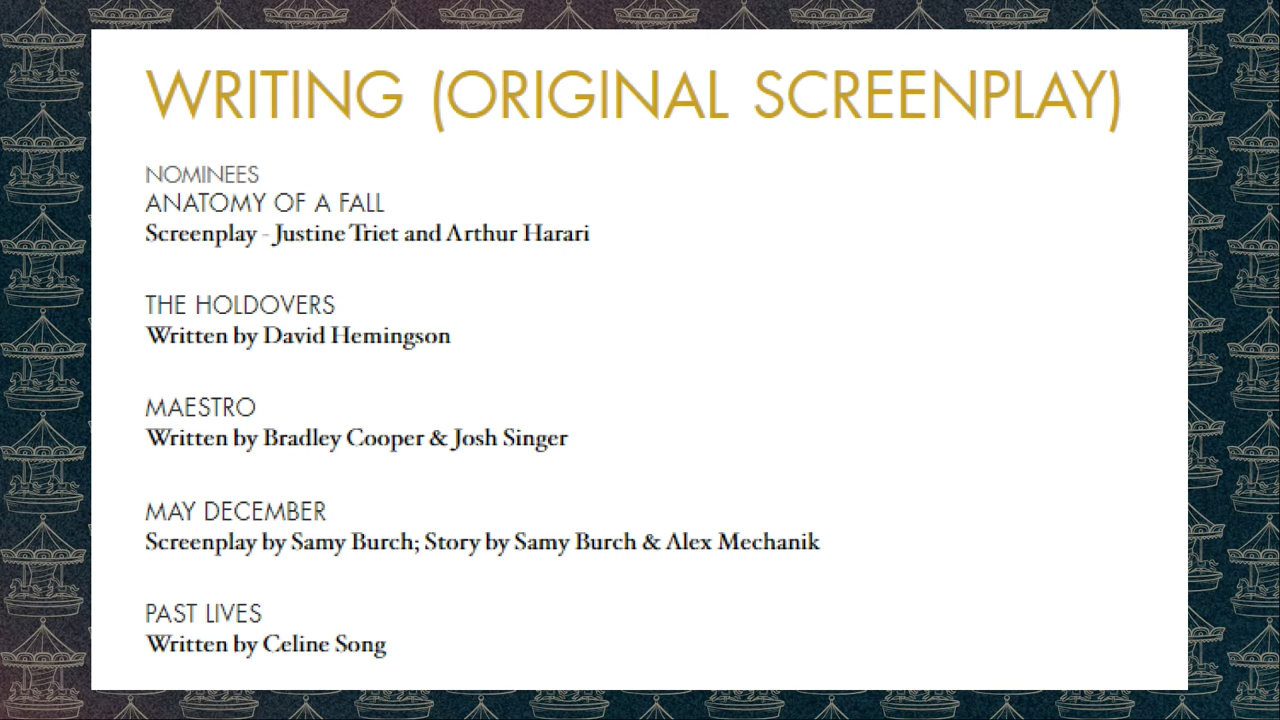 WRITING (ORIGINAL SCREENPLAY)
NOMINEES
ANATOMY OF A FALL
Screenplay - Justine Triet and Arthur Harari
THE HOLDOVERS
Written by David Hemingson
MAESTRO
Written by Bradley Cooper & Josh Singer
MAY DECEMBER
Screenplay by Samy Burch; Story by Samy Burch & Alex Mechanik
PAST LIVES
Written by Celine Song